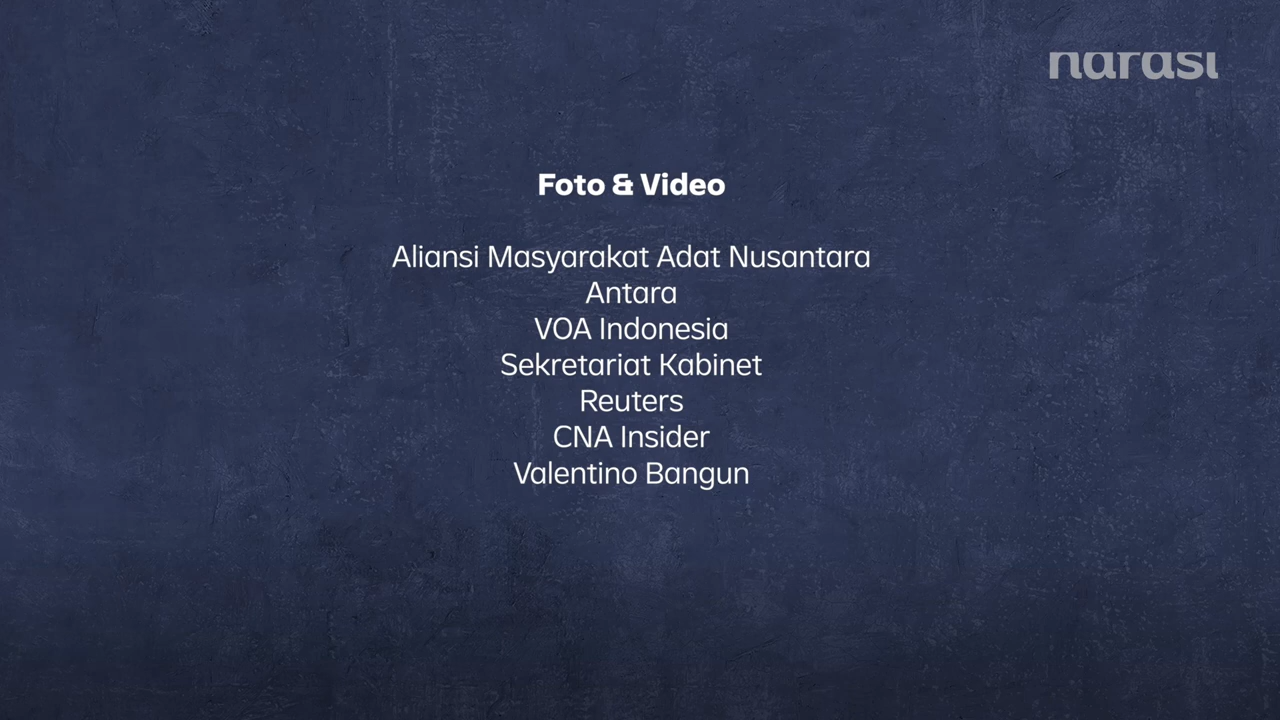 narasi
Foto & Video
Aliansi Masyarakat Adat Nusantara
Antara
VOA Indonesia
Sekretariat Kabinet
Reuters
CNA Insider
Valentino Bangun